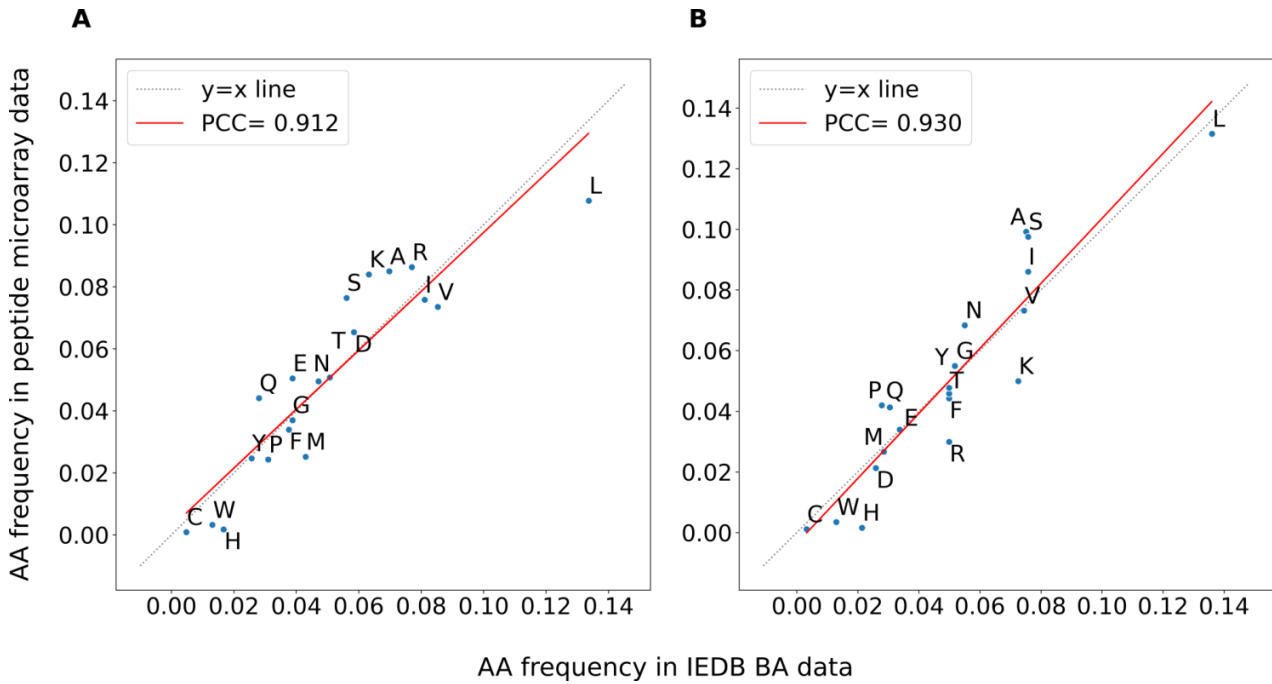 A
B
y=x line
PCC= 0.912
y=x line
PCC= 0.930
AA frequency in peptide microarray data
0.14
0.12
0.10
0.08
0.06
0.04
0.02
0.00
L
R
A
K
S
I
V
T
D
E
N
Q
G
Y
P
F
M
C
W
H
0.00 0.02 0.04 0.06 0.08 0.10 0.12 0.14
0.14
0.12
0.10
0.08
0.06
0.04
0.02
0.00
L
A
S
I
V
N
Y
G
K
T
P
Q
E
F
M
R
D
C
W
H
0.00 0.02 0.04 0.06 0.08 0.10 0.12 0.14
AA frequency in IEDB BA data